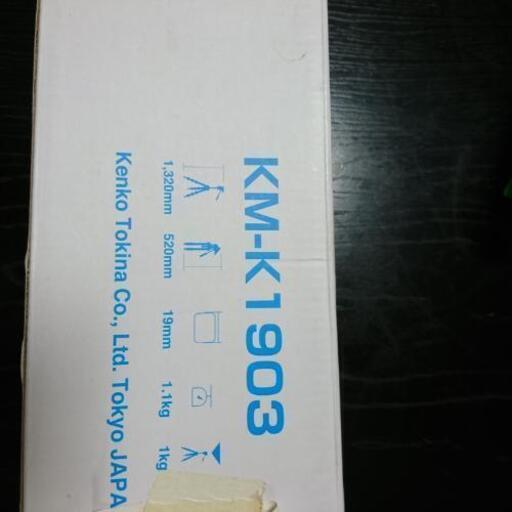 KM-K1903
1,320mm 520mm 19mm 1.1kg 1kg
Kenko Tokina Co., Ltd. Tokyo JAPA